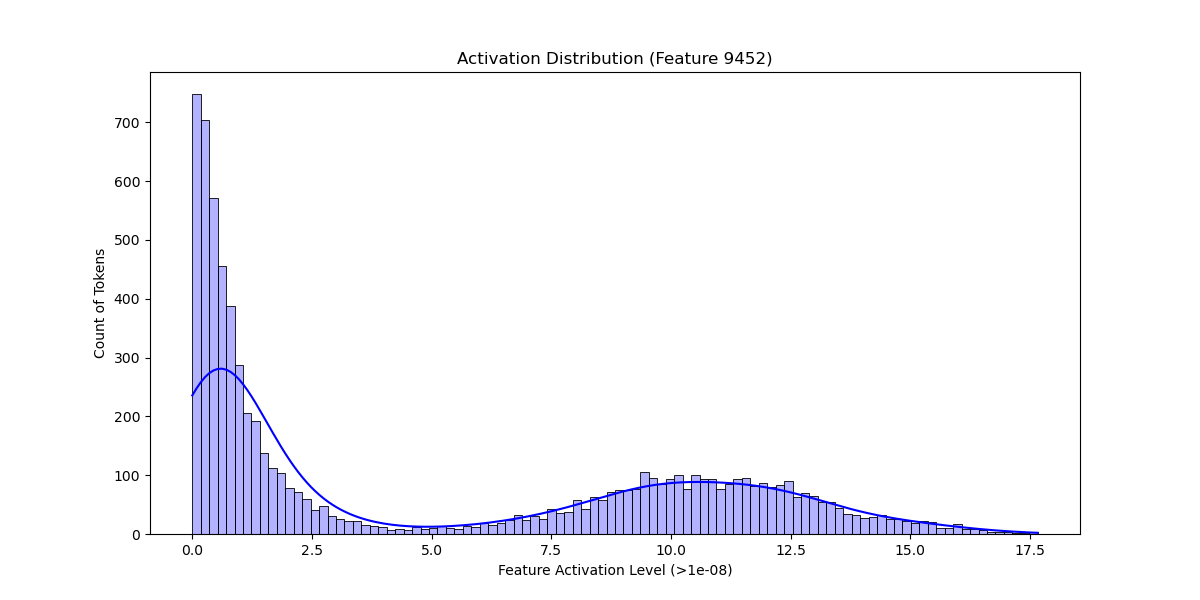 Activation Distribution (Feature 9452)
Count of Tokens
700
600
500
400
300
200
100
0
0.0 2.5 5.0 7.5 10.0 12.5 15.0 17.5
Feature Activation Level (>1e-08)